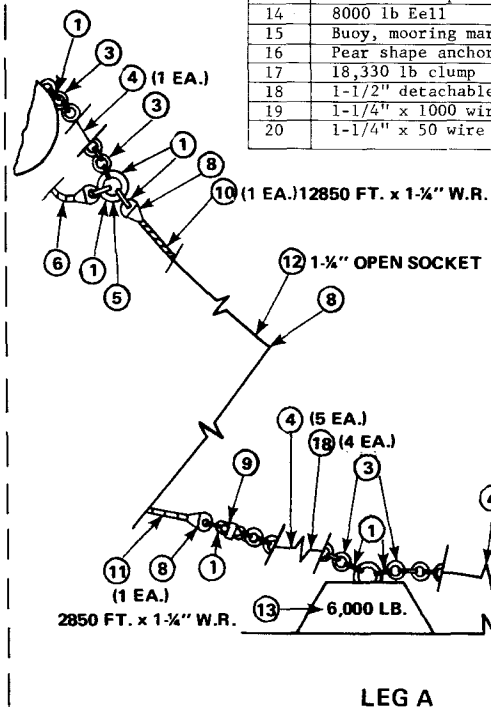 14 8000 lb Eell
15 Buoy, mooring mar
16 Pear shape anchor
17 18,330 lb clump
18 1-1/2" detachable
19 1-1/4" x 1000 wir
20 1-1/4" x 50 wire
1
3
4 (1 EA.)
3
1
8
10 (1 EA.) 12850 FT. x 1-¼" W.R.
6
1
5
12 1-¼" OPEN SOCKET
8
4 (5 EA.)
18 (4 EA.)
9
3
1
4
11
(1 EA.)
8
1
2850 FT. x 1-¼" W.R.
13 6,000 LB.
LEG A